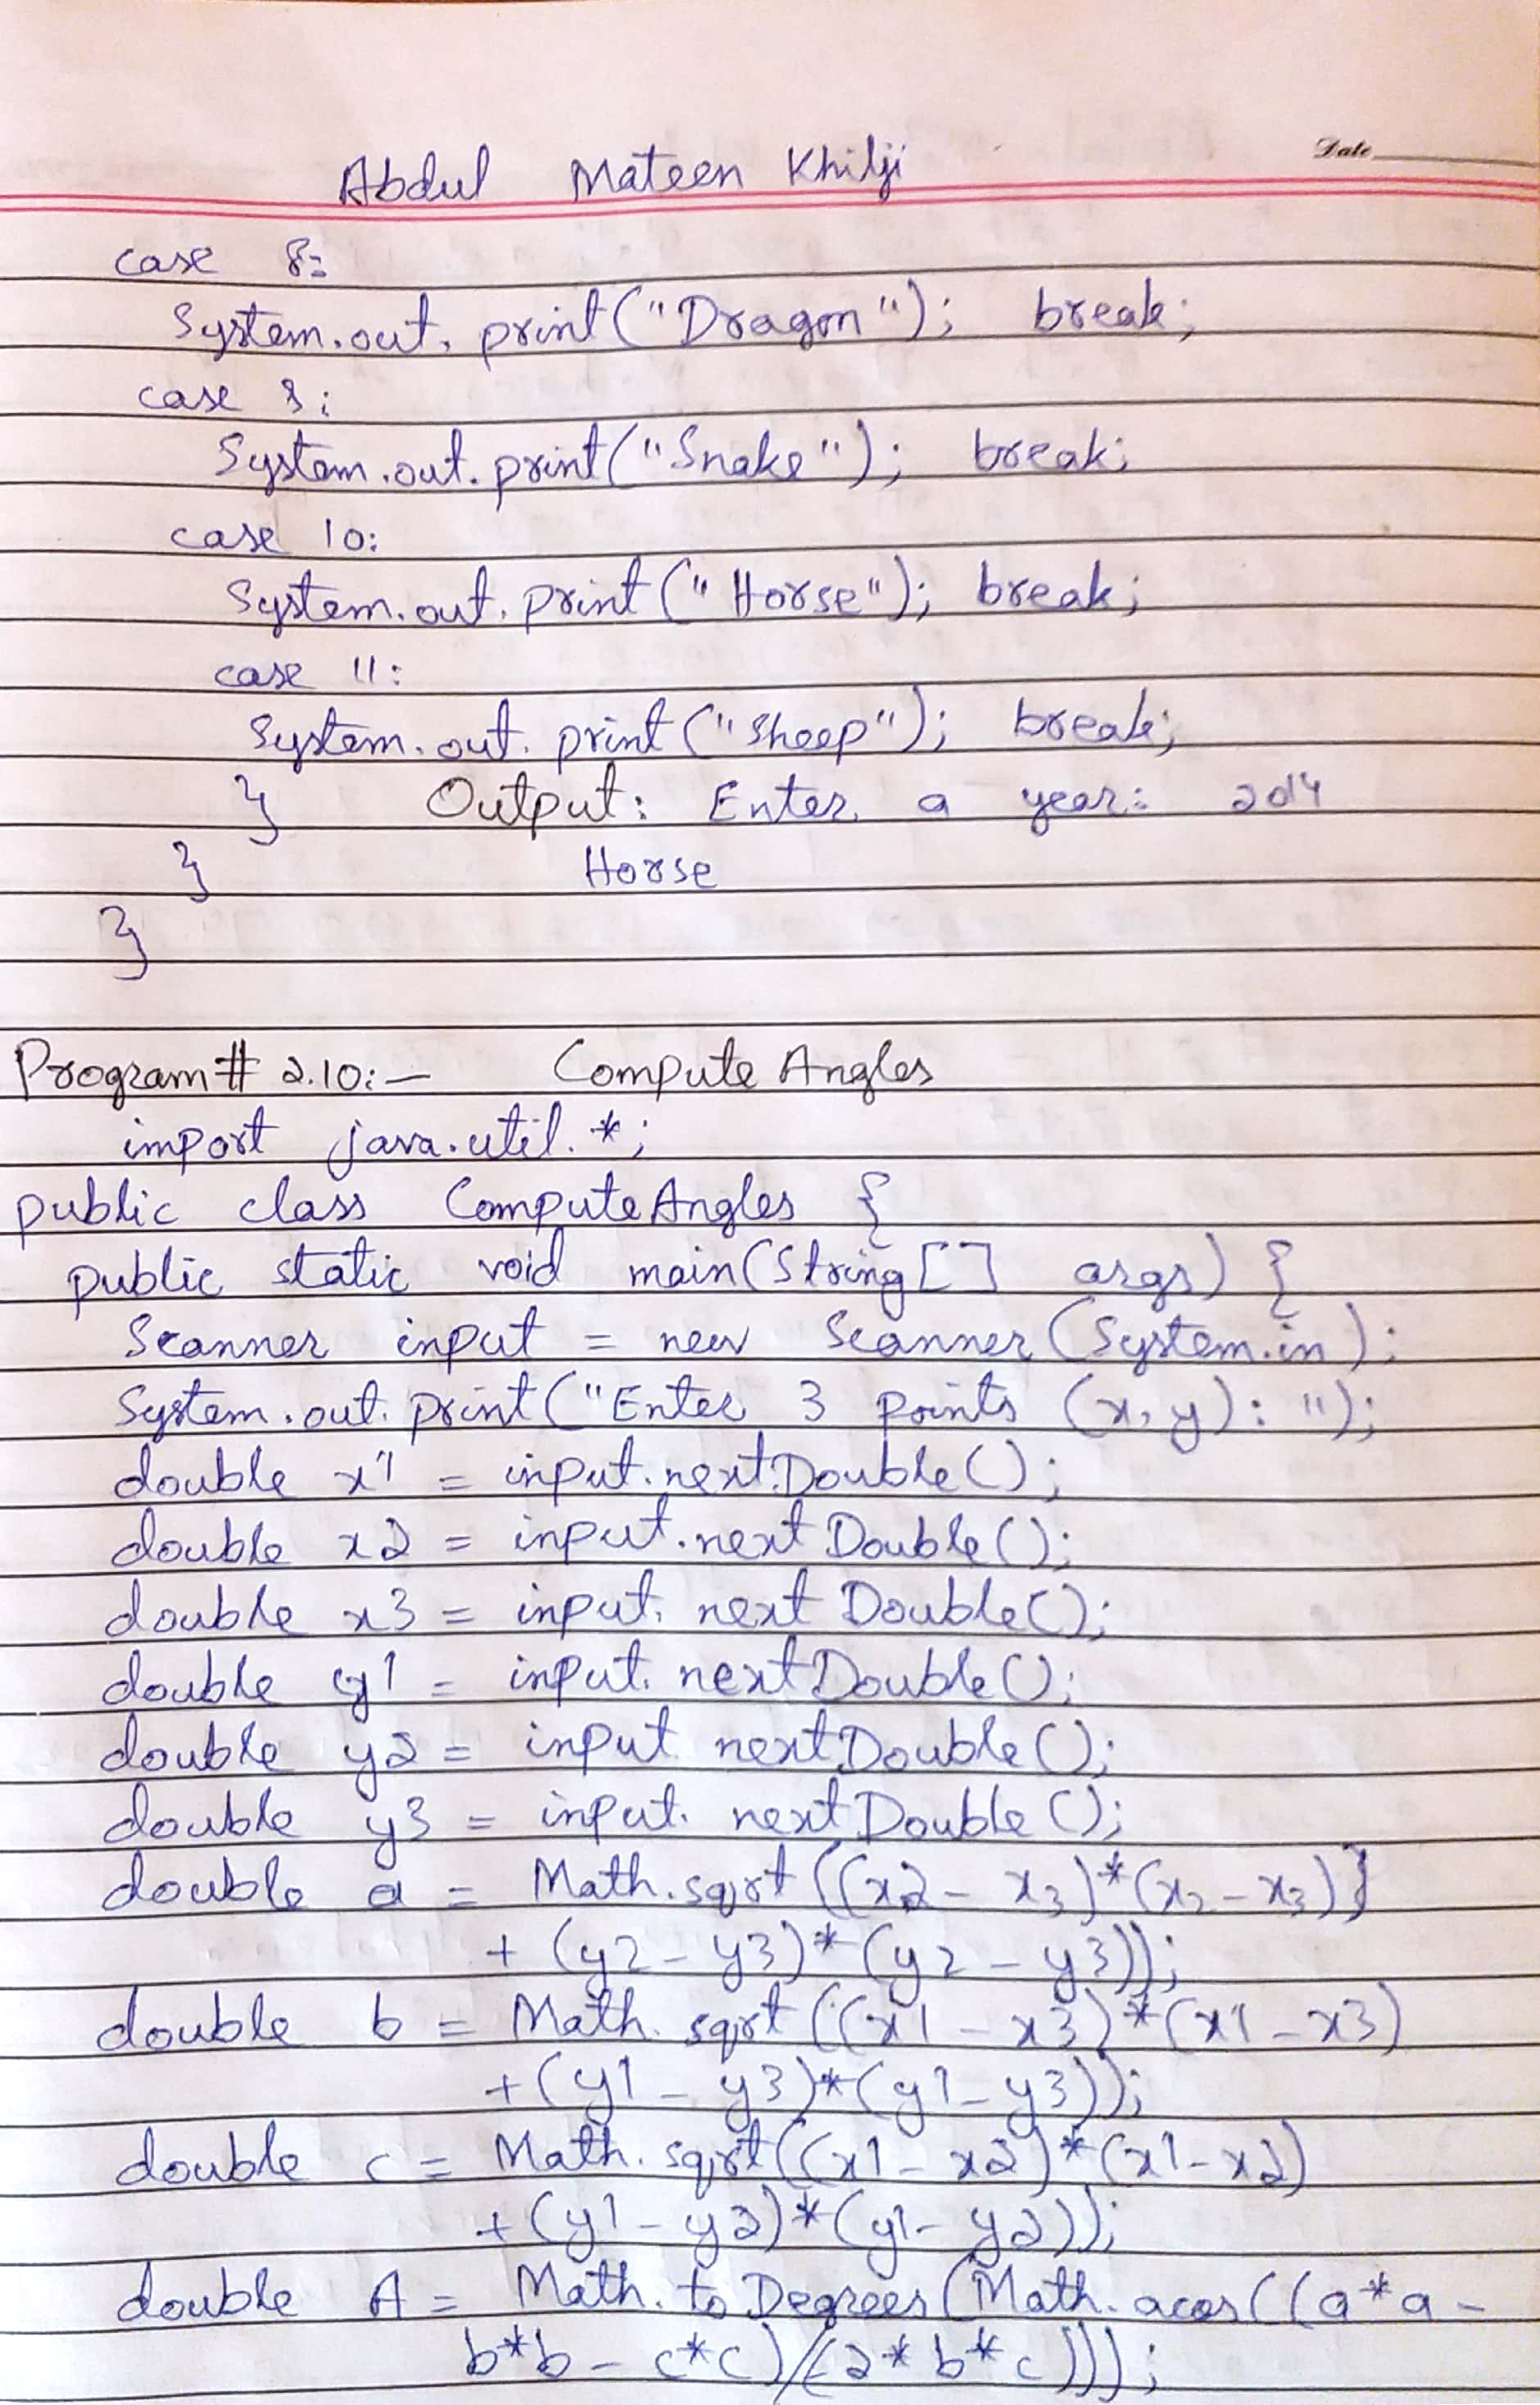 Date
Abdul Mateen Khilji
case 8:
System.out.print("Dragon"); break;
case 9:
System.out.print("Snake"); break;
case 10:
System.out.print("Horse"); break;
case 11:
System.out.print("Sheep"); break;
} Output: Enter a year: 2014
} Horse
}
Program # 2.10:- Compute Angles
import java.util.*;
public class ComputeAngles {
public static void main(String[] args) {
Scanner input = new Scanner(System.in);
System.out.print("Enter 3 points (x,y): ");
double x1 = input.nextDouble();
double x2 = input.nextDouble();
double x3 = input.nextDouble();
double y1 = input.nextDouble();
double y2 = input nextDouble();
double y3 = input.nextDouble();
double a = Math.sqrt((x2 - x3)*(x2 - x3)}
+ (y2 - y3)*(y2 - y3));
double b = Math.sqrt((x1 - x3)*(x1 - x3)
+ (y1 - y3)*(y1 - y3));
double c = Math.sqrt((x1 - x2)*(x1 - x2)
+ (y1 - y2)*(y1 - y2));
double A = Math.toDegrees(Math.acos((a*a -
b*b - c*c)/(2*b*c)));